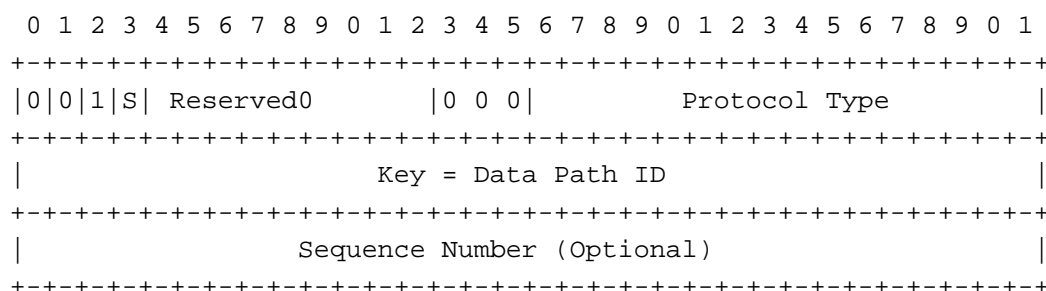 0 1 2 3 4 5 6 7 8 9 0 1 2 3 4 5 6 7 8 9 0 1 2 3 4 5 6 7 8 9 0 1
+-+-+-+-+-+-+-+-+-+-+-+-+-+-+-+-+-+-+-+-+-+-+-+-+-+-+-+-+-+-+-+-+
|0|0|1|S| Reserved0       |0 0 0|         Protocol Type         |
+-+-+-+-+-+-+-+-+-+-+-+-+-+-+-+-+-+-+-+-+-+-+-+-+-+-+-+-+-+-+-+-+
|                      Key = Data Path ID                       |
+-+-+-+-+-+-+-+-+-+-+-+-+-+-+-+-+-+-+-+-+-+-+-+-+-+-+-+-+-+-+-+-+
|                 Sequence Number (Optional)                    |
+-+-+-+-+-+-+-+-+-+-+-+-+-+-+-+-+-+-+-+-+-+-+-+-+-+-+-+-+-+-+-+-+